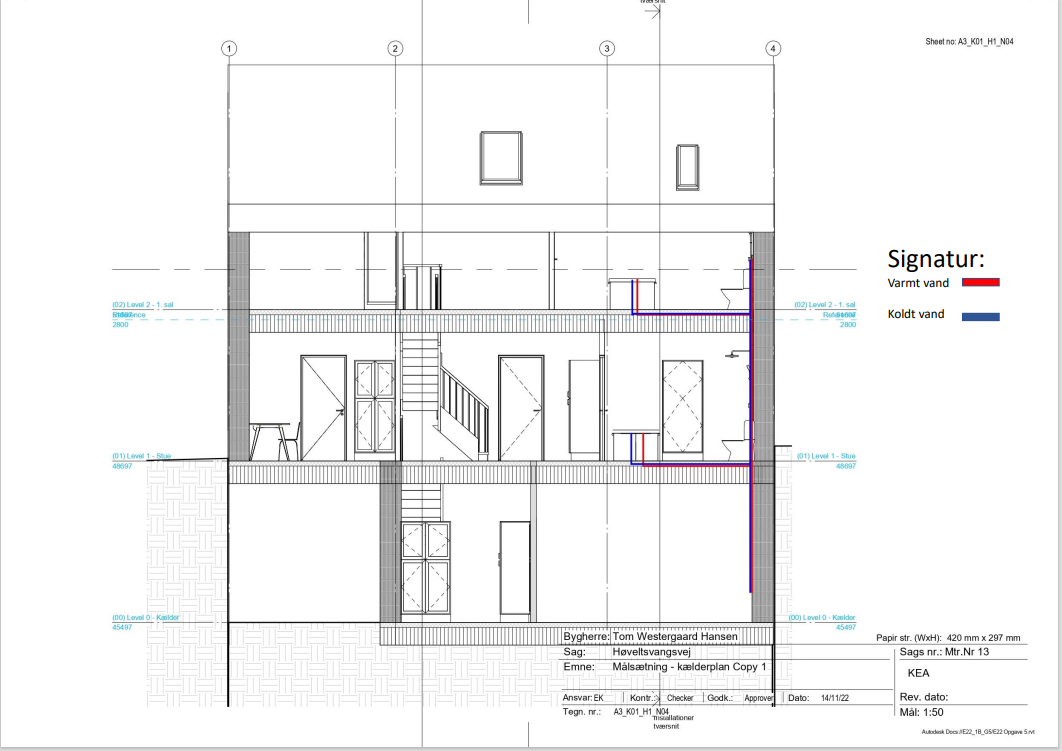 tværsnit
Sheet no: A3_K01_H1_N04
1
2
3
4
Signatur:
Varmt vand
Koldt vand
(02) Level 2 - 1. sal
(02) Level 2 - 1. sal
2800
2800
(01) Level 1 - Stue
48697
(01) Level 1 - Stue
48697
(00) Level 0 - Kælder
45497
(00) Level 0 - Kælder
45497
Bygherre: Tom Westergaard Hansen
Papir str. (WxH): 420 mm x 297 mm
Sag: Høveltsvangsvej
Sags nr.: Mtr.Nr 13
Emne: Målsætning - kælderplan Copy 1
KEA
Ansvar: EK Kontr.: Checker Godk.: Approver Dato: 14/11/22
Rev. dato:
Tegn. nr.: A3_K01_H1_N04
Mål: 1:50
Installationer
tværsnit
Autodesk Docs://E22_1B_G5/E22 Opgave 5.rvt